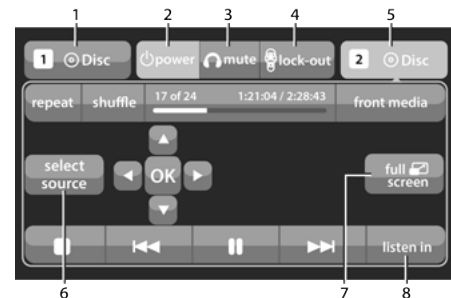 1 2 3 4 5
1 Disc power mute lock-out 2 Disc
repeat shuffle 17 of 24 1:21:04 / 2:28:43 front media
select
source
OK
full
screen
listen in
6 7 8